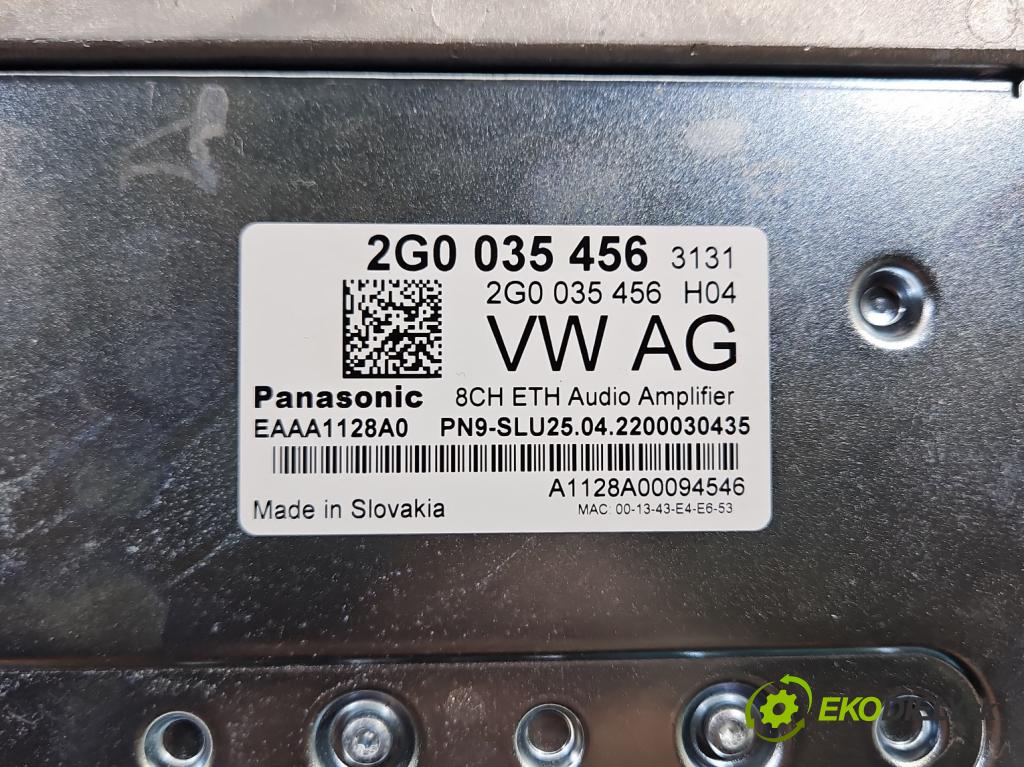 2G0 035 456 3131
2G0 035 456 H04
VW AG
Panasonic 8CH ETH Audio Amplifier
EAAA1128A0 PN9-SLU25.04.2200030435
A1128A00094546
Made in Slovakia MAC: 00-13-43-E4-E6-53
EKO